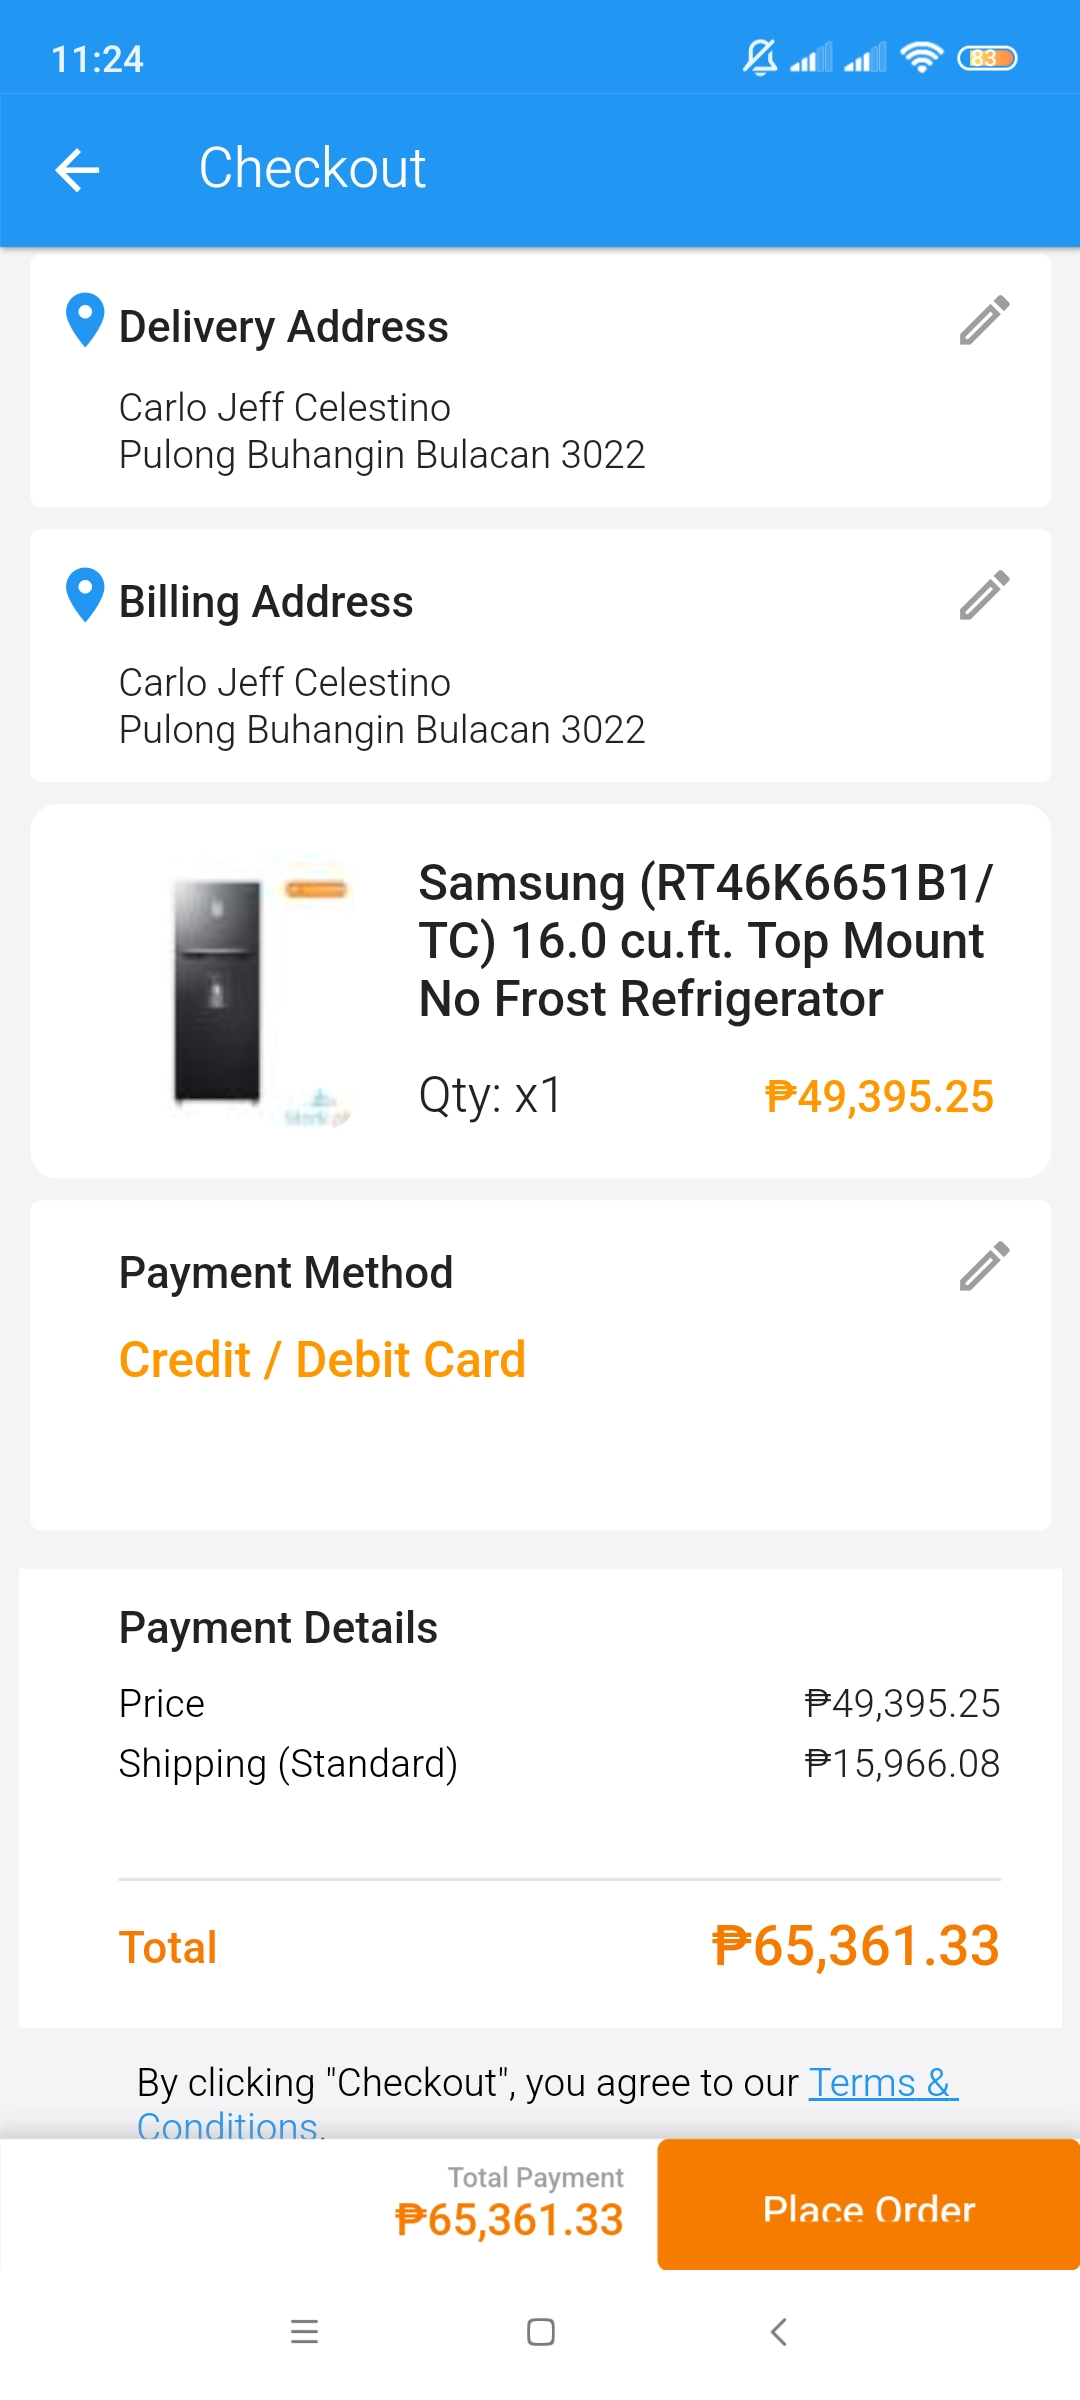 11:24
83
Checkout
Delivery Address
Carlo Jeff Celestino
Pulong Buhangin Bulacan 3022
Billing Address
Carlo Jeff Celestino
Pulong Buhangin Bulacan 3022
Samsung (RT46K6651B1/
TC) 16.0 cu.ft. Top Mount
No Frost Refrigerator
Qty: x1 ₱49,395.25
Payment Method
Credit / Debit Card
Payment Details
Price ₱49,395.25
Shipping (Standard) ₱15,966.08
Total ₱65,361.33
By clicking "Checkout", you agree to our Terms &
Conditions.
Total Payment
₱65,361.33
Place Order